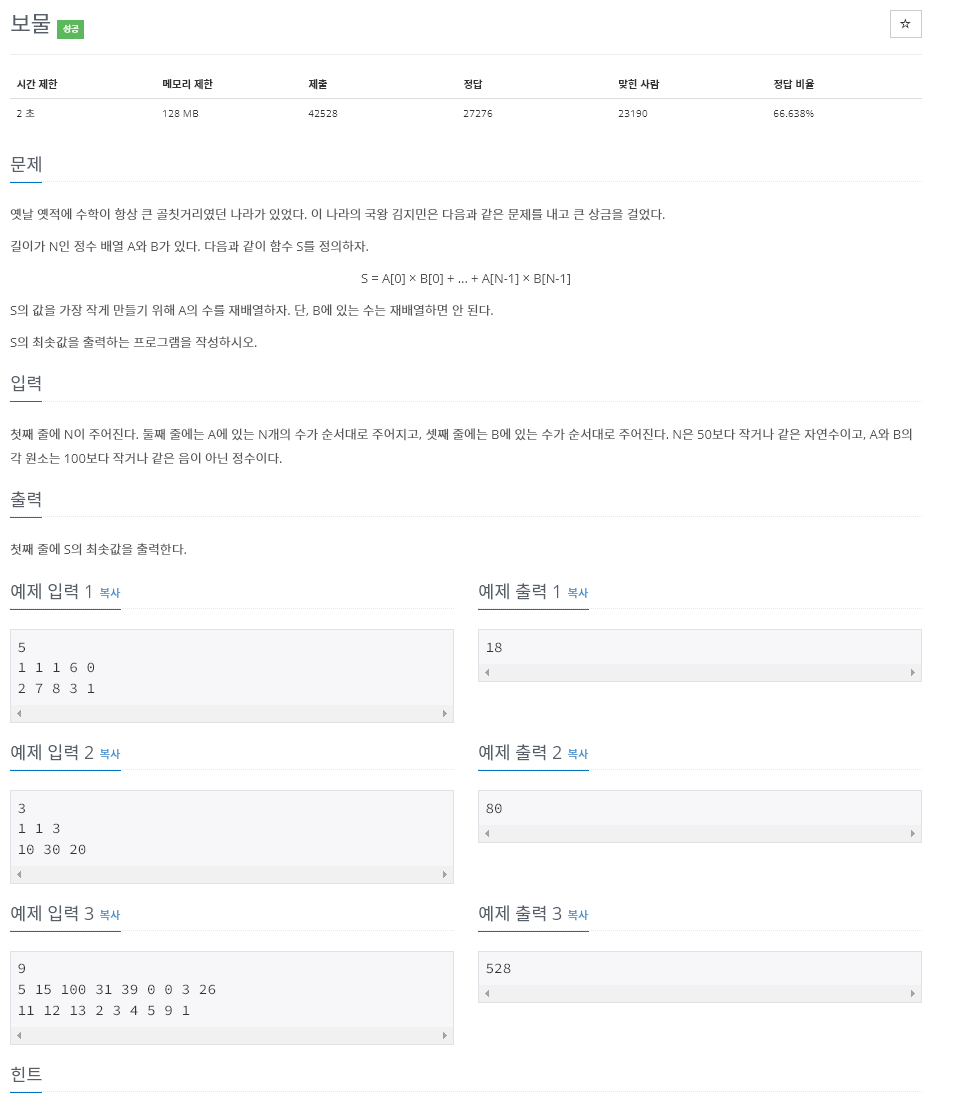 보물 성공
☆
시간 제한 메모리 제한 제출 정답 맞힌 사람 정답 비율
2 초 128 MB 42528 27276 23190 66.638%
문제
옛날 옛적에 수학이 항상 큰 골칫거리였던 나라가 있었다. 이 나라의 국왕 김지민은 다음과 같은 문제를 내고 큰 상금을 걸었다.
길이가 N인 정수 배열 A와 B가 있다. 다음과 같이 함수 S를 정의하자.
S = A[0] × B[0] + ... + A[N-1] × B[N-1]
S의 값을 가장 작게 만들기 위해 A의 수를 재배열하자. 단, B에 있는 수는 재배열하면 안 된다.
S의 최솟값을 출력하는 프로그램을 작성하시오.
입력
첫째 줄에 N이 주어진다. 둘째 줄에는 A에 있는 N개의 수가 순서대로 주어지고, 셋째 줄에는 B에 있는 수가 순서대로 주어진다. N은 50보다 작거나 같은 자연수이고, A와 B의
각 원소는 100보다 작거나 같은 음이 아닌 정수이다.
출력
첫째 줄에 S의 최솟값을 출력한다.
예제 입력 1 복사
5
1 1 1 6 0
2 7 8 3 1
예제 출력 1 복사
18
예제 입력 2 복사
3
1 1 3
10 30 20
예제 출력 2 복사
80
예제 입력 3 복사
9
5 15 100 31 39 0 0 3 26
11 12 13 2 3 4 5 9 1
예제 출력 3 복사
528
힌트